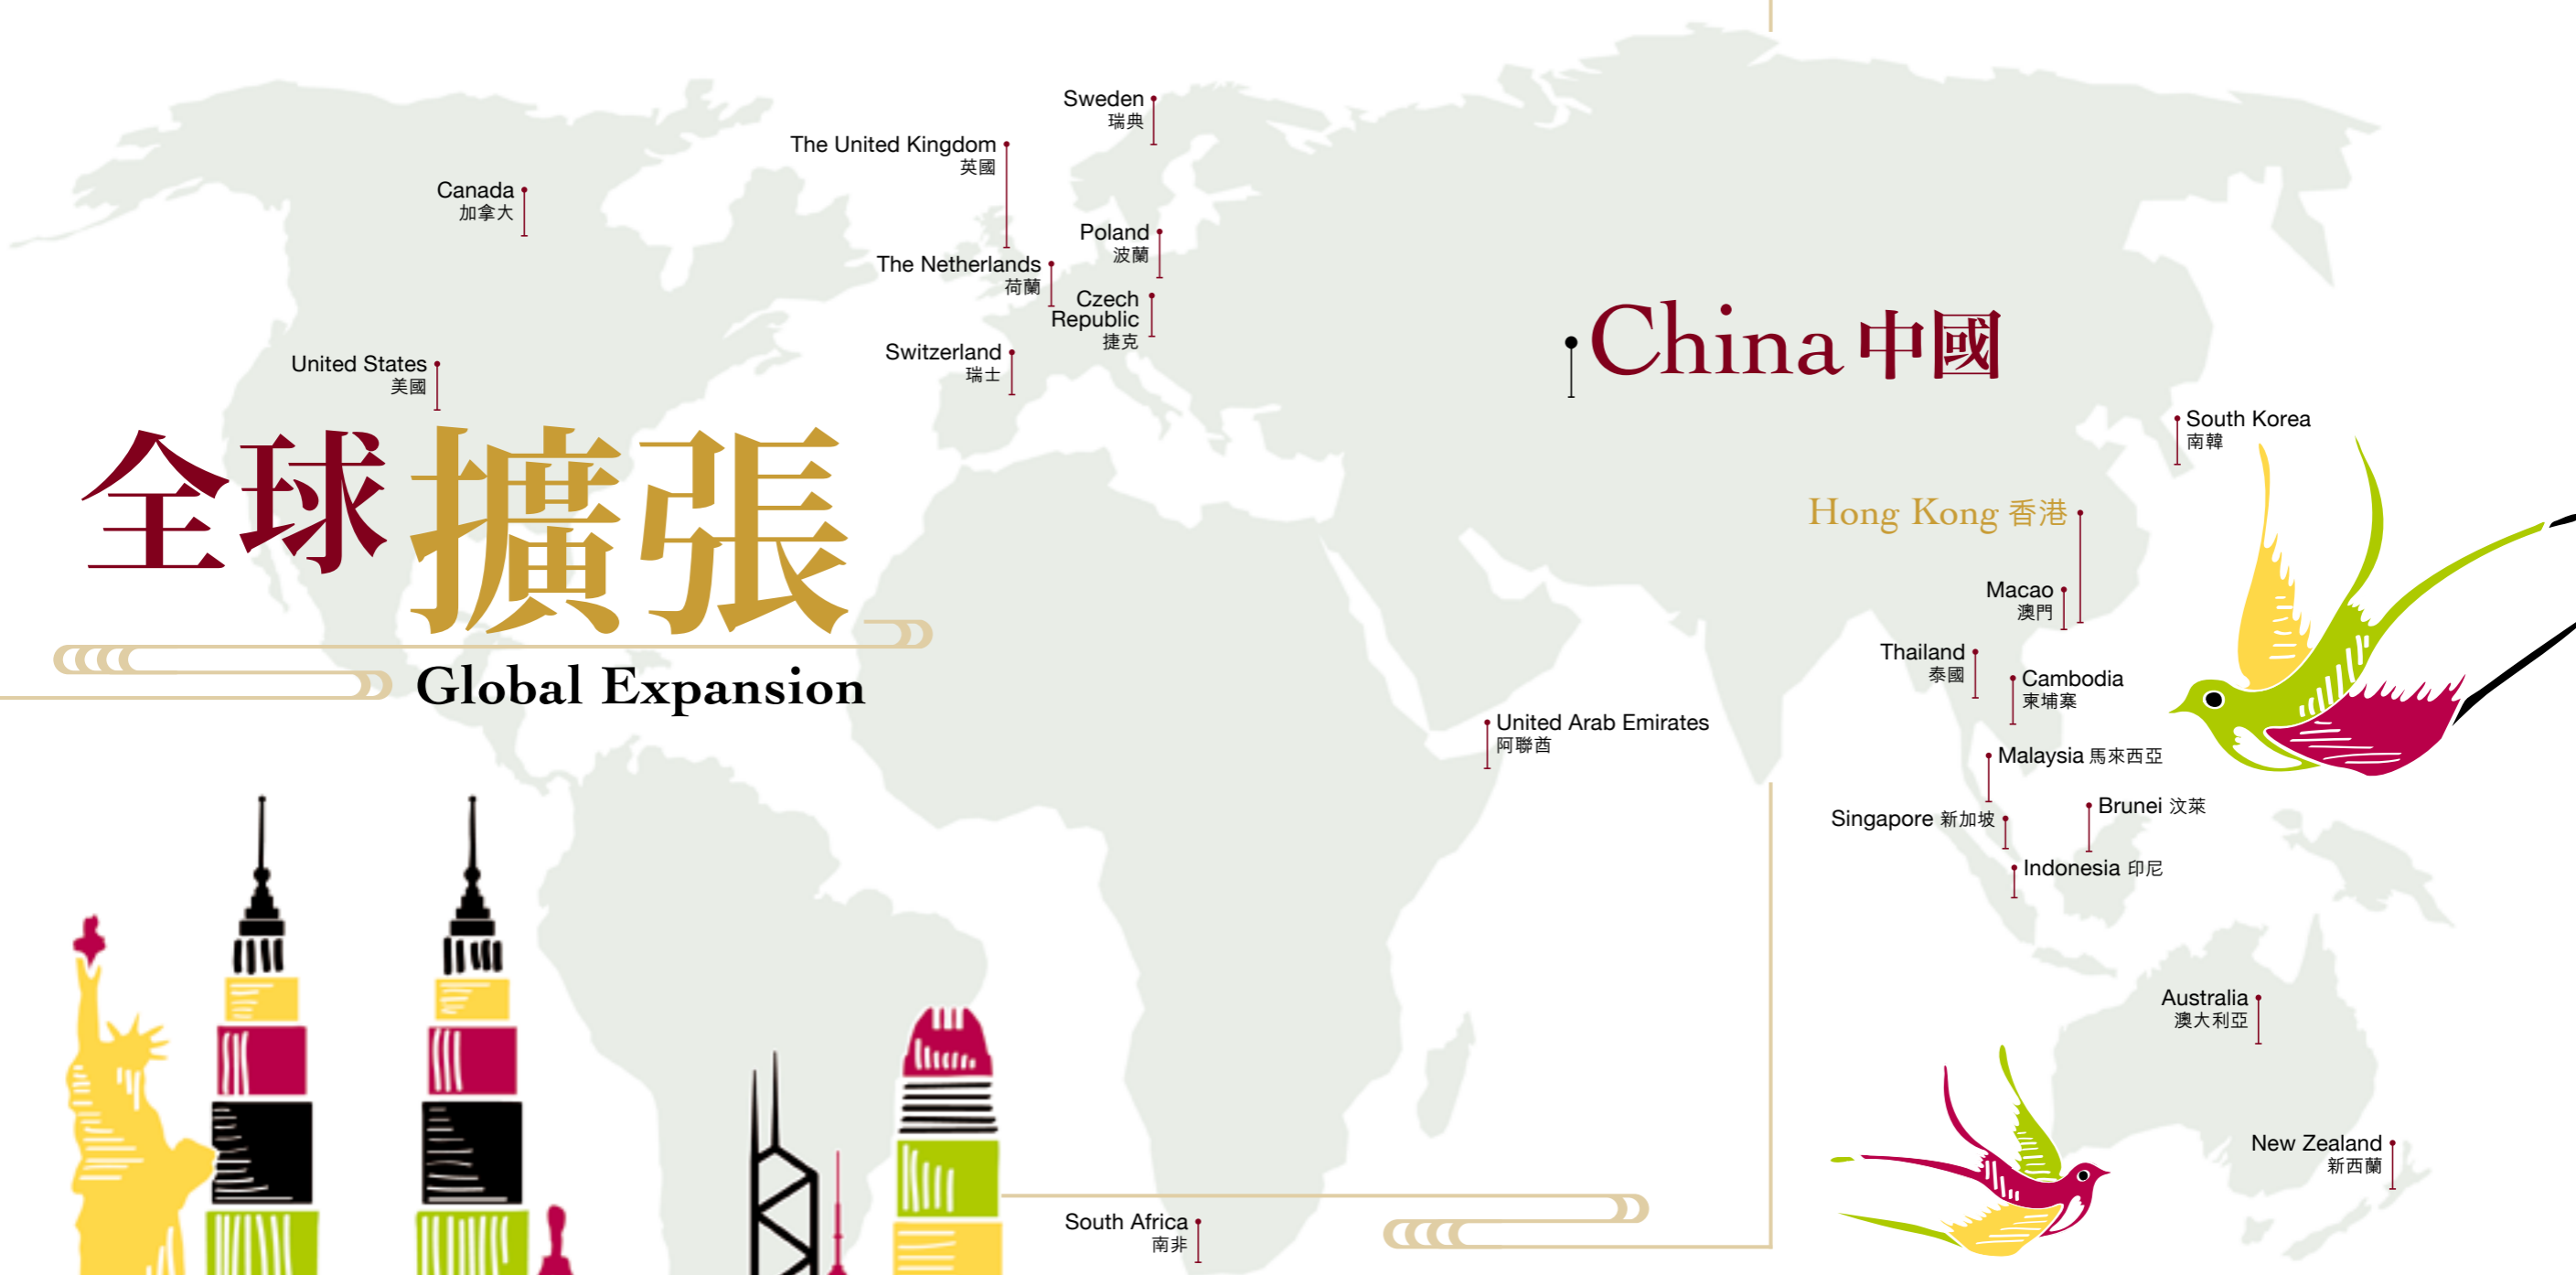 Sweden
瑞典
The United Kingdom
英國
Canada
加拿大
Poland
波蘭
The Netherlands
荷蘭
Czech
Republic
捷克
Switzerland
瑞士
United States
美國
China 中國
South Korea
南韓
全球擴張
Global Expansion
Hong Kong 香港
Macao
澳門
Thailand
泰國
Cambodia
柬埔寨
United Arab Emirates
阿聯酋
Malaysia 馬來西亞
Brunei 汶萊
Singapore 新加坡
Indonesia 印尼
Australia
澳大利亞
New Zealand
新西蘭
South Africa
南非